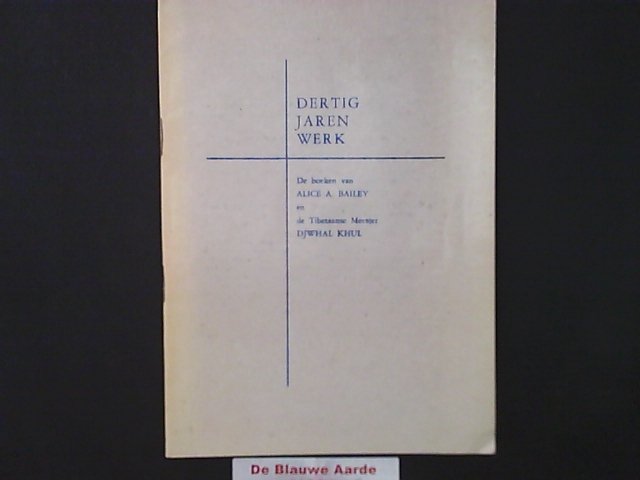 DERTIG
JAREN
WERK
De boeken van
ALICE A. BAILEY
en
de Tibetaanse Meester
DJWHAL KHUL
De Blauwe Aarde